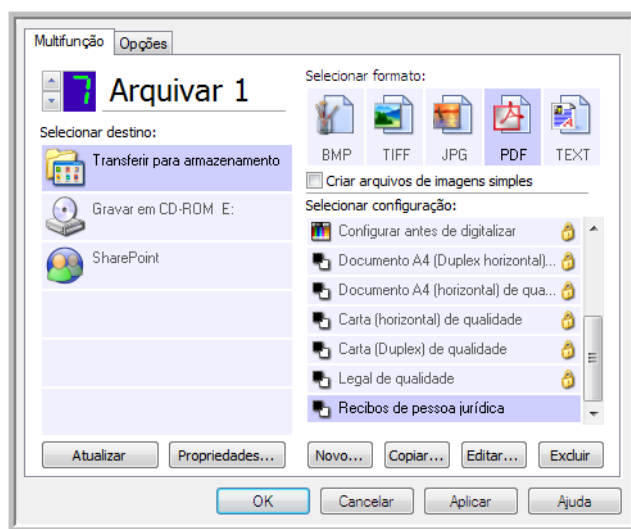 Multifunção
Opções
7
Arquivar 1
Selecionar destino:
Transferir para armazenamento
Gravar em CD-ROM E:
SharePoint
Atualizar
Propriedades...
Selecionar formato:
BMP
TIFF
JPG
PDF
TEXT
Criar arquivos de imagens simples
Selecionar configuração:
Configurar antes de digitalizar
Documento A4 (Duplex horizontal)...
Documento A4 (horizontal) de qua...
Carta (horizontal) de qualidade
Carta (Duplex) de qualidade
Legal de qualidade
Recibos de pessoa jurídica
Novo...
Copiar...
Editar...
Excluir
OK
Cancelar
Aplicar
Ajuda